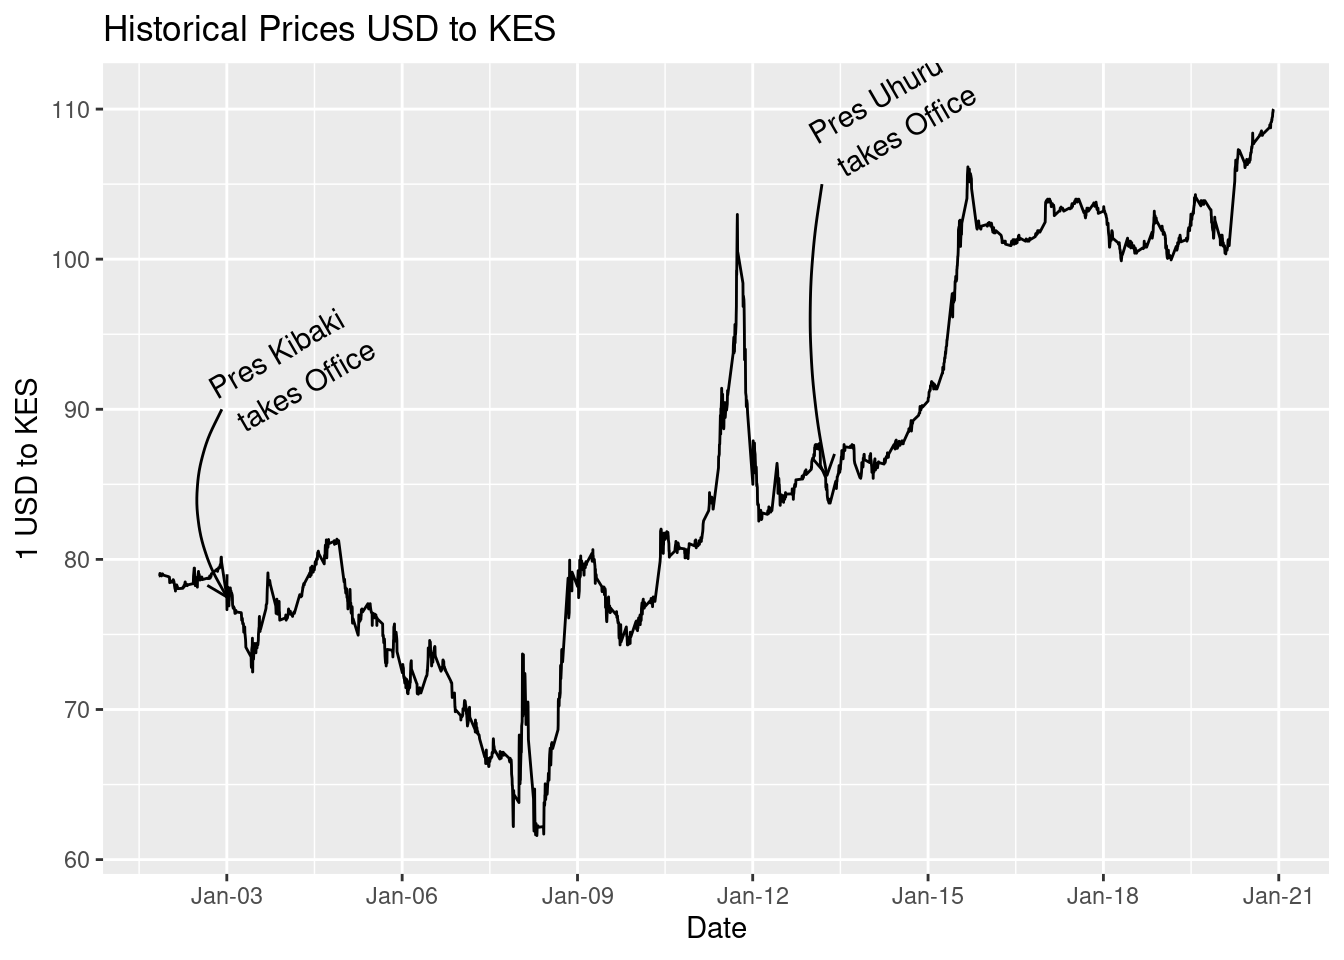 Historical Prices USD to KES
Pres Uhuru
takes Office
110
100
Pres Kibaki
takes Office
90
80
70
60
1 USD to KES
Jan-03 Jan-06 Jan-09 Jan-12 Jan-15 Jan-18 Jan-21
Date